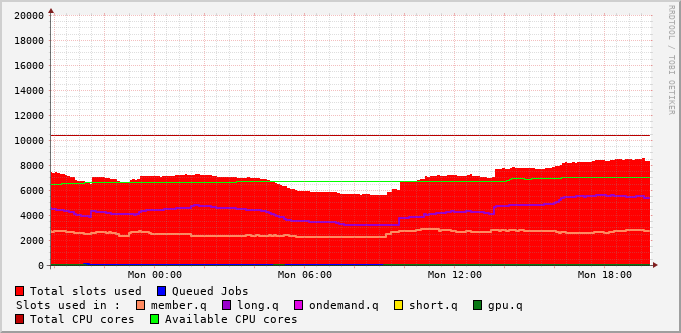 20000
18000
16000
14000
12000
10000
8000
6000
4000
2000
0
Mon 00:00 Mon 06:00 Mon 12:00 Mon 18:00
Total slots used Queued Jobs
Slots used in : member.q long.q ondemand.q short.q gpu.q
Total CPU cores Available CPU cores
RRDTOOL / TOBI OETIKER